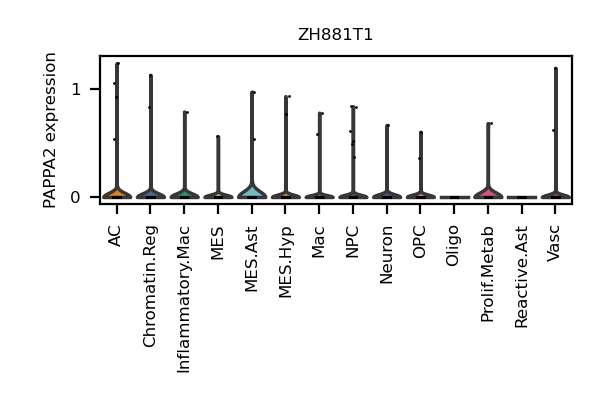 ZH881T1
PAPPA2 expression
1
0
AC
Chromatin.Reg
Inflammatory.Mac
MES
MES.Ast
MES.Hyp
Mac
NPC
Neuron
OPC
Oligo
Prolif.Metab
Reactive.Ast
Vasc